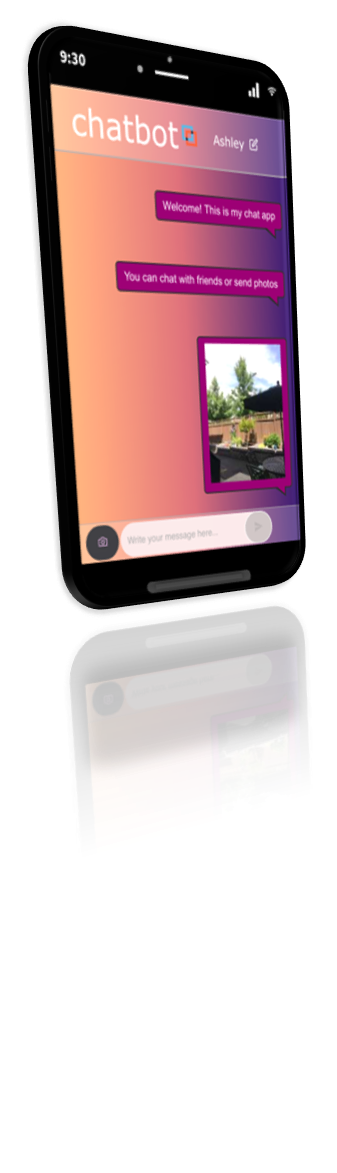 9:30
chatbot
Ashley
Welcome! This is my chat app
You can chat with friends or send photos
Write your message here...